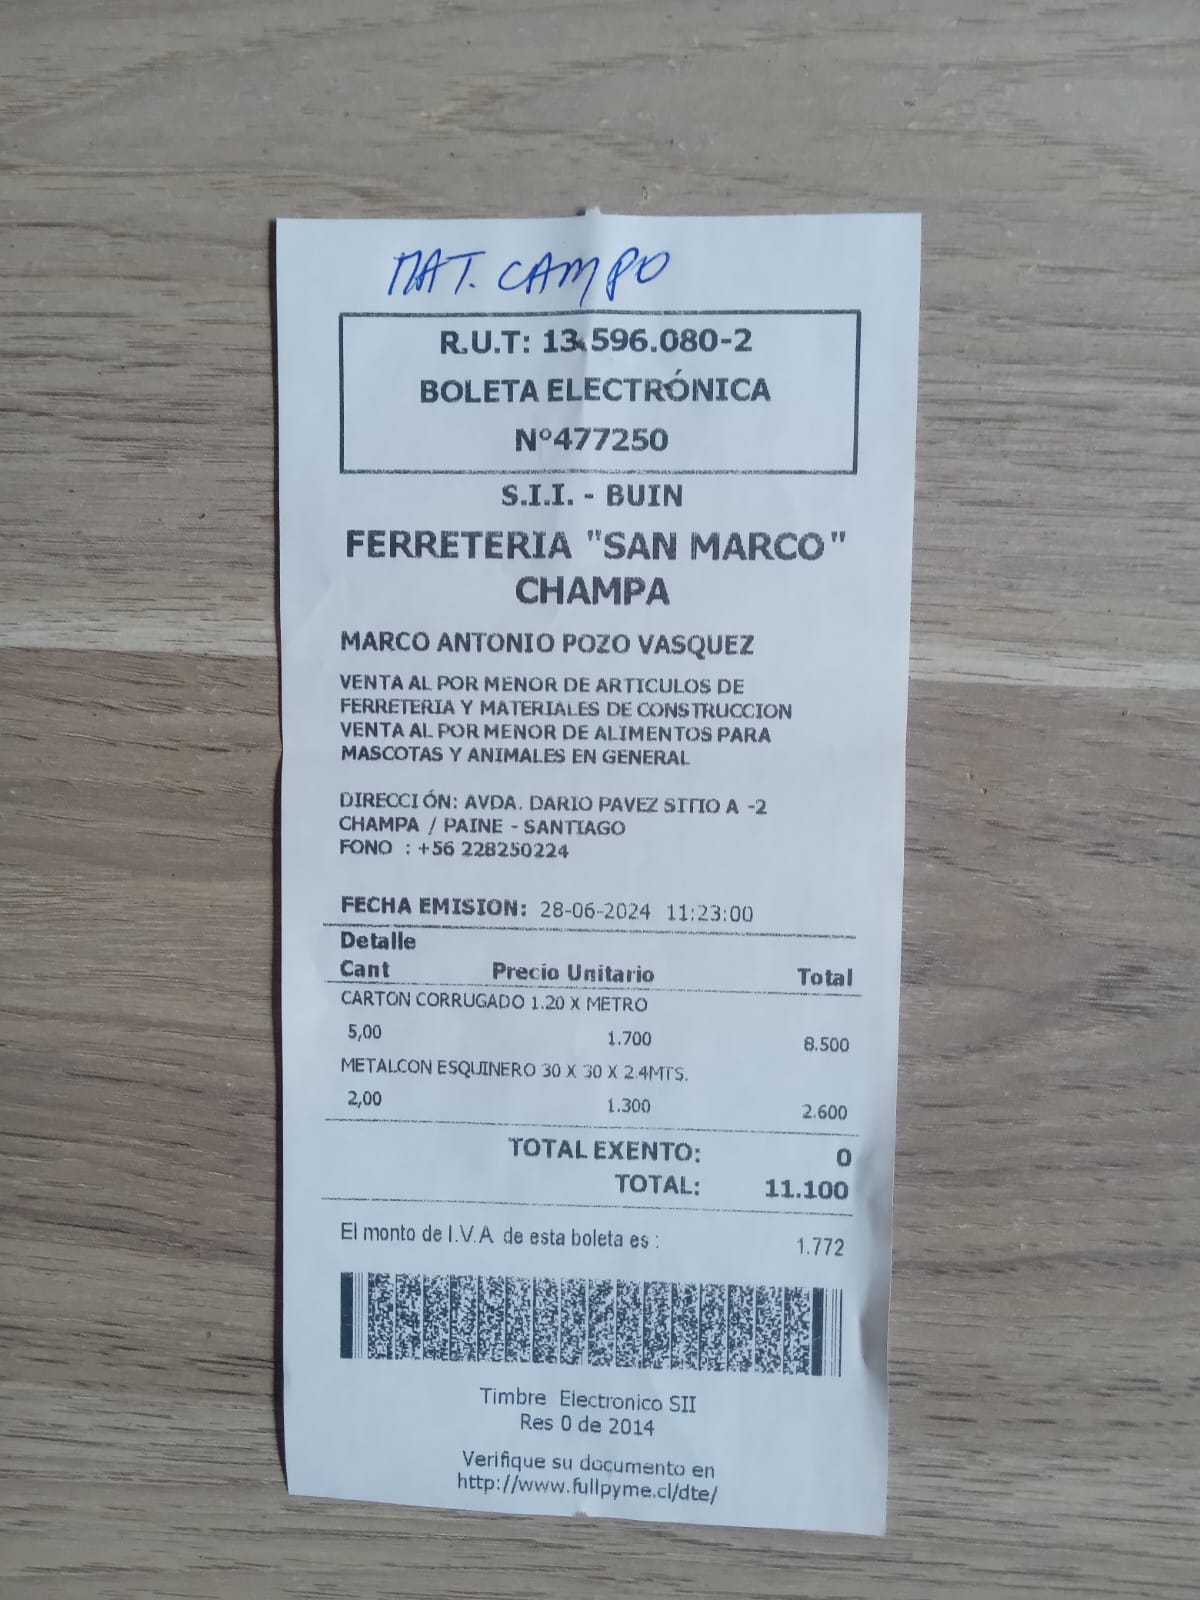 MAT. CAMPO
R.U.T: 13.596.080-2
BOLETA ELECTRÓNICA
Nº477250
S.I.I. - BUIN
FERRETERIA "SAN MARCO"
CHAMPA
MARCO ANTONIO POZO VASQUEZ
VENTA AL POR MENOR DE ARTICULOS DE
FERRETERIA Y MATERIALES DE CONSTRUCCION
VENTA AL POR MENOR DE ALIMENTOS PARA
MASCOTAS Y ANIMALES EN GENERAL
DIRECCIÓN: AVDA. DARIO PAVEZ SITIO A -2
CHAMPA / PAINE - SANTIAGO
FONO : +56 228250224
FECHA EMISION: 28-06-2024 11:23:00
Detalle
Cant Precio Unitario Total
CARTON CORRUGADO 1.20 X METRO
5,00 1.700 8.500
METALCON ESQUINERO 30 X 30 X 2.4MTS.
2,00 1.300 2.600
TOTAL EXENTO: 0
TOTAL: 11.100
El monto de I.V.A de esta boleta es : 1.772
Timbre Electronico SII
Res 0 de 2014
Verifique su documento en
http://www.fullpyme.cl/dte/